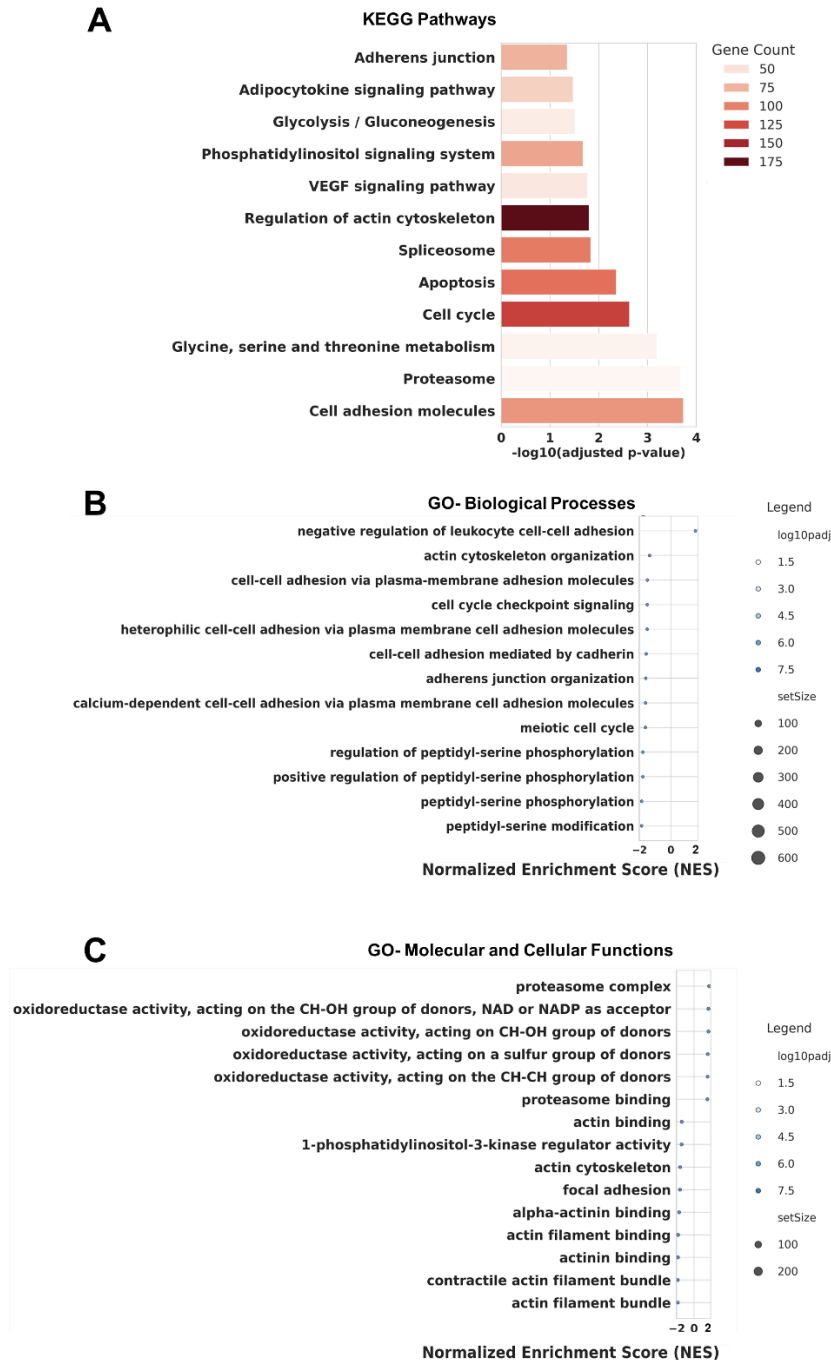 A
KEGG Pathways
Adherens junction
Adipocytokine signaling pathway
Glycolysis / Gluconeogenesis
Phosphatidylinositol signaling system
VEGF signaling pathway
Regulation of actin cytoskeleton
Spliceosome
Apoptosis
Cell cycle
Glycine, serine and threonine metabolism
Proteasome
Cell adhesion molecules
0 1 2 3 4
-log10(adjusted p-value)
Gene Count
50
75
100
125
150
175
B
GO- Biological Processes
negative regulation of leukocyte cell-cell adhesion
actin cytoskeleton organization
cell-cell adhesion via plasma-membrane adhesion molecules
cell cycle checkpoint signaling
heterophilic cell-cell adhesion via plasma membrane cell adhesion molecules
cell-cell adhesion mediated by cadherin
adherens junction organization
calcium-dependent cell-cell adhesion via plasma membrane cell adhesion molecules
meiotic cell cycle
regulation of peptidyl-serine phosphorylation
positive regulation of peptidyl-serine phosphorylation
peptidyl-serine phosphorylation
peptidyl-serine modification
−2 0 2
Normalized Enrichment Score (NES)
Legend
log10padj
1.5
3.0
4.5
6.0
7.5
setSize
100
200
300
400
500
600
C
GO- Molecular and Cellular Functions
proteasome complex
oxidoreductase activity, acting on the CH-OH group of donors, NAD or NADP as acceptor
oxidoreductase activity, acting on CH-OH group of donors
oxidoreductase activity, acting on a sulfur group of donors
oxidoreductase activity, acting on the CH-CH group of donors
proteasome binding
actin binding
1-phosphatidylinositol-3-kinase regulator activity
actin cytoskeleton
focal adhesion
alpha-actinin binding
actin filament binding
actinin binding
contractile actin filament bundle
actin filament bundle
−2 0 2
Normalized Enrichment Score (NES)
Legend
log10padj
1.5
3.0
4.5
6.0
7.5
setSize
100
200